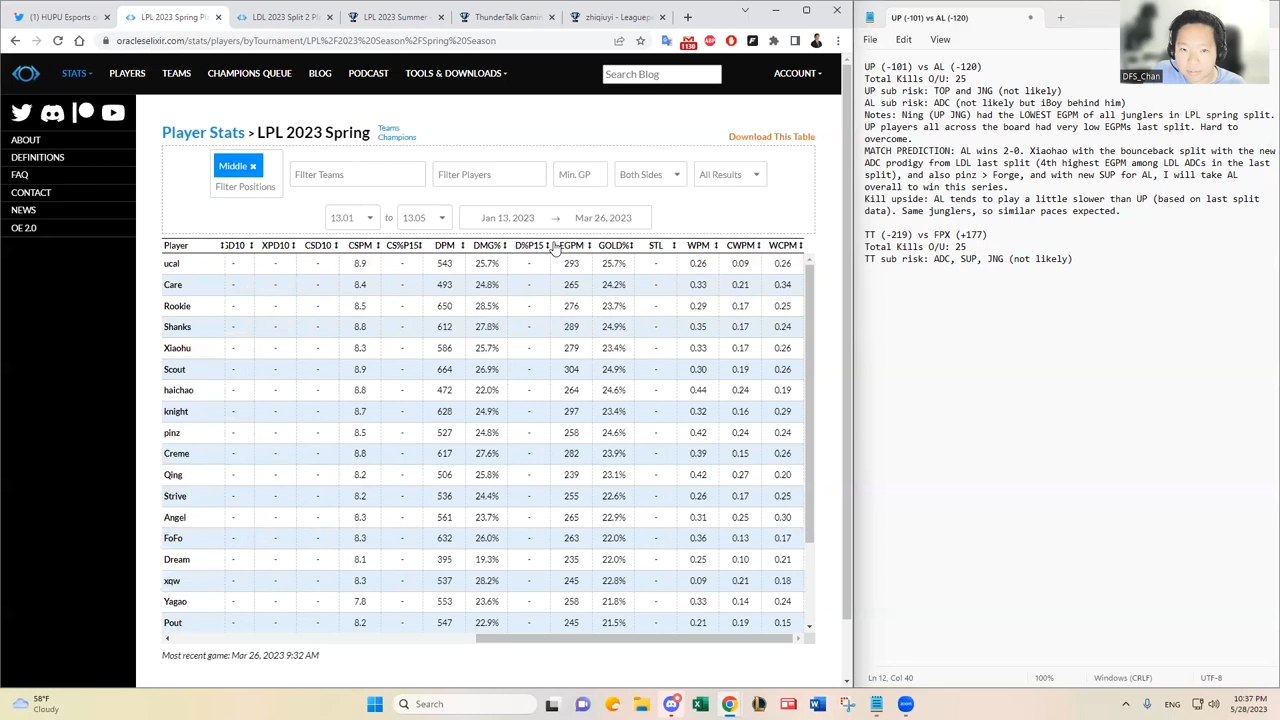 (1) HUPU Esports
LPL 2023 Spring Pl
LDL 2023 Split 2 Pl
LPL 2023 Summer
ThunderTalk Gamin
zhiqiuyi - Leaguep
oracleselixir.com/stats/players/byTournament/LPL%2F2023%20Season%2FSpring%20Season
1130
STATS
PLAYERS
TEAMS
CHAMPIONS QUEUE
BLOG
PODCAST
TOOLS & DOWNLOADS
Search Blog
ACCOUNT
ABOUT
DEFINITIONS
FAQ
CONTACT
NEWS
OE 2.0
Player Stats > LPL 2023 Spring
Teams
Champions
Download This Table
Middle ×
Filter Positions
Filter Teams
Filter Players
Min. GP
Both Sides
All Results
13.01 to 13.05 Jan 13, 2023 → Mar 26, 2023
Player GD10 XPD10 CSD10 CSPM CS%P15 DPM DMG% D%P15 EGPM GOLD% STL WPM CWPM WCPM
ucal - - - 8.9 - 543 25.7% - 293 25.7% - 0.26 0.09 0.26
Care - - - 8.4 - 493 24.8% - 265 24.2% - 0.33 0.21 0.34
Rookie - - - 8.5 - 650 28.5% - 276 23.7% - 0.29 0.17 0.25
Shanks - - - 8.8 - 612 27.8% - 289 24.9% - 0.35 0.17 0.24
Xiaohu - - - 8.3 - 586 25.7% - 279 23.4% - 0.33 0.17 0.26
Scout - - - 8.9 - 664 26.9% - 304 24.9% - 0.30 0.19 0.26
haichao - - - 8.8 - 472 22.0% - 264 24.6% - 0.44 0.24 0.19
knight - - - 8.7 - 628 24.9% - 297 23.4% - 0.32 0.16 0.29
pinz - - - 8.5 - 527 24.8% - 258 24.6% - 0.42 0.24 0.24
Creme - - - 8.8 - 617 27.6% - 282 23.9% - 0.39 0.15 0.26
Qing - - - 8.2 - 506 25.8% - 239 23.1% - 0.42 0.27 0.20
Strive - - - 8.2 - 536 24.4% - 255 22.6% - 0.26 0.17 0.25
Angel - - - 8.3 - 561 23.7% - 265 22.9% - 0.31 0.25 0.30
FoFo - - - 8.3 - 632 26.0% - 263 22.0% - 0.36 0.13 0.17
Dream - - - 8.1 - 395 19.3% - 235 22.0% - 0.25 0.10 0.21
xqw - - - 8.3 - 537 28.2% - 245 22.8% - 0.09 0.21 0.18
Yagao - - - 7.8 - 553 23.6% - 258 21.8% - 0.33 0.14 0.24
Pout - - - 8.2 - 547 22.9% - 245 21.5% - 0.21 0.19 0.15
Most recent game: Mar 26, 2023 9:32 AM
UP (-101) vs AL (-120)
File Edit View
DFS_Chan
UP (-101) vs AL (-120)
Total Kills O/U: 25
UP sub risk: TOP and JNG (not likely)
AL sub risk: ADC (not likely but iBoy behind him)
Notes: Ning (UP JNG) had the LOWEST EGPM of all junglers in LPL spring split.
UP players all across the board had very low EGPMs last split. Hard to
overcome.
MATCH PREDICTION: AL wins 2-0. Xiaohao with the bounceback split with the new
ADC prodigy from LDL last split (4th highest EGPM among LDL ADCs in the last
split), and also pinz > Forge, and with new SUP for AL, I will take AL
overall to win this series.
Kill upside: AL tends to play a little slower than UP (based on last split
data). Same junglers, so similar paces expected.
TT (-219) vs FPX (+177)
Total Kills O/U: 25
TT sub risk: ADC, SUP, JNG (not likely)
Ln 12, Col 40
100%
Windows (CRLF)
UTF-8
58°F
Cloudy
Search
10:37 PM
5/28/2023